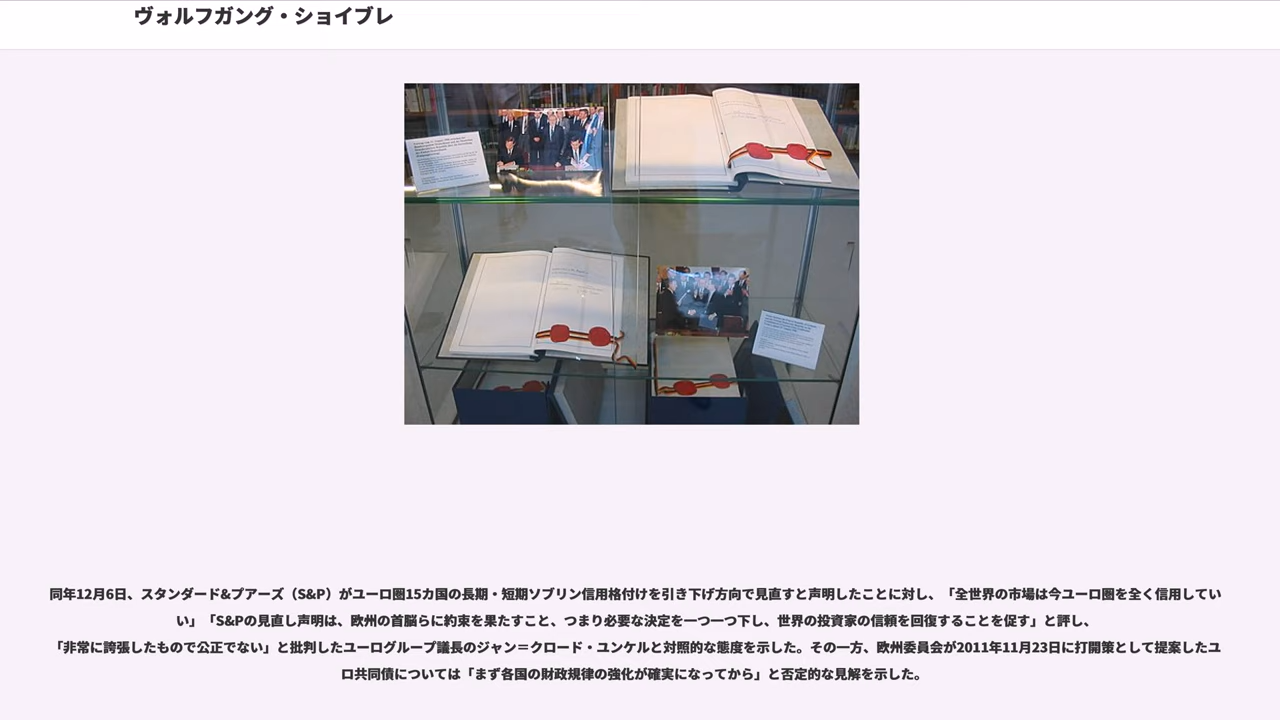 ヴォルフガング・ショイブレ
同年12月6日、スタンダード&プアーズ（S&P）がユーロ圏15カ国の長期・短期ソブリン信用格付けを引き下げ方向で見直すと声明したことに対し、「全世界の市場は今ユーロ圏を全く信用してい
い」「S&Pの見直し声明は、欧州の首脳らに約束を果たすこと、つまり必要な決定を一つ一つ下し、世界の投資家の信頼を回復することを促す」と評し、
「非常に誇張したもので公正でない」と批判したユーログループ議長のジャン＝クロード・ユンケルと対照的な態度を示した。その一方、欧州委員会が2011年11月23日に打開策として提案したユ
ロ共同債については「まず各国の財政規律の強化が確実になってから」と否定的な見解を示した。